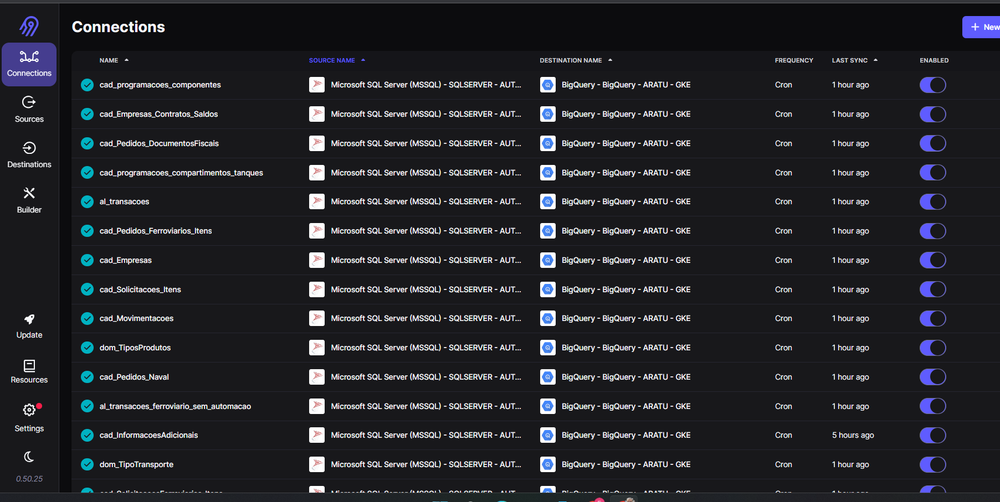 Connections
New
Connections
Sources
Destinations
Builder
Update
Resources
Settings
0.50.25
NAME SOURCE NAME DESTINATION NAME FREQUENCY LAST SYNC ENABLED
cad_programacoes_componentes Microsoft SQL Server (MSSQL) - SQLSERVER - AUT... BigQuery - BigQuery - ARATU - GKE Cron 1 hour ago
cad_Empresas_Contratos_Saldos Microsoft SQL Server (MSSQL) - SQLSERVER - AUT... BigQuery - BigQuery - ARATU - GKE Cron 1 hour ago
cad_Pedidos_DocumentosFiscais Microsoft SQL Server (MSSQL) - SQLSERVER - AUT... BigQuery - BigQuery - ARATU - GKE Cron 1 hour ago
cad_programacoes_compartimentos_tanques Microsoft SQL Server (MSSQL) - SQLSERVER - AUT... BigQuery - BigQuery - ARATU - GKE Cron 1 hour ago
al_transacoes Microsoft SQL Server (MSSQL) - SQLSERVER - AUT... BigQuery - BigQuery - ARATU - GKE Cron 1 hour ago
cad_Pedidos_Ferroviarios_Itens Microsoft SQL Server (MSSQL) - SQLSERVER - AUT... BigQuery - BigQuery - ARATU - GKE Cron 1 hour ago
cad_Empresas Microsoft SQL Server (MSSQL) - SQLSERVER - AUT... BigQuery - BigQuery - ARATU - GKE Cron 1 hour ago
cad_Solicitacoes_Itens Microsoft SQL Server (MSSQL) - SQLSERVER - AUT... BigQuery - BigQuery - ARATU - GKE Cron 1 hour ago
cad_Movimentacoes Microsoft SQL Server (MSSQL) - SQLSERVER - AUT... BigQuery - BigQuery - ARATU - GKE Cron 1 hour ago
dom_TiposProdutos Microsoft SQL Server (MSSQL) - SQLSERVER - AUT... BigQuery - BigQuery - ARATU - GKE Cron 1 hour ago
cad_Pedidos_Naval Microsoft SQL Server (MSSQL) - SQLSERVER - AUT... BigQuery - BigQuery - ARATU - GKE Cron 1 hour ago
al_transacoes_ferroviario_sem_automacao Microsoft SQL Server (MSSQL) - SQLSERVER - AUT... BigQuery - BigQuery - ARATU - GKE Cron 1 hour ago
cad_InformacoesAdicionais Microsoft SQL Server (MSSQL) - SQLSERVER - AUT... BigQuery - BigQuery - ARATU - GKE Cron 5 hours ago
dom_TipoTransporte Microsoft SQL Server (MSSQL) - SQLSERVER - AUT... BigQuery - BigQuery - ARATU - GKE Cron 1 hour ago